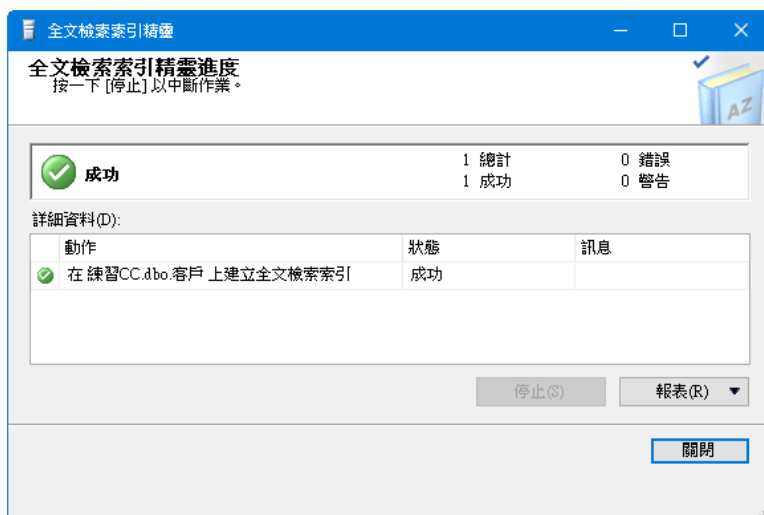 全文檢索索引精靈
全文檢索索引精靈進度
按一下 [停止] 以中斷作業。
AZ
成功
1 總計 0 錯誤
1 成功 0 警告
詳細資料(D):
動作 狀態 訊息
在 練習CC.dbo.客戶 上建立全文檢索索引 成功
停止(S) 報表(R)
關閉